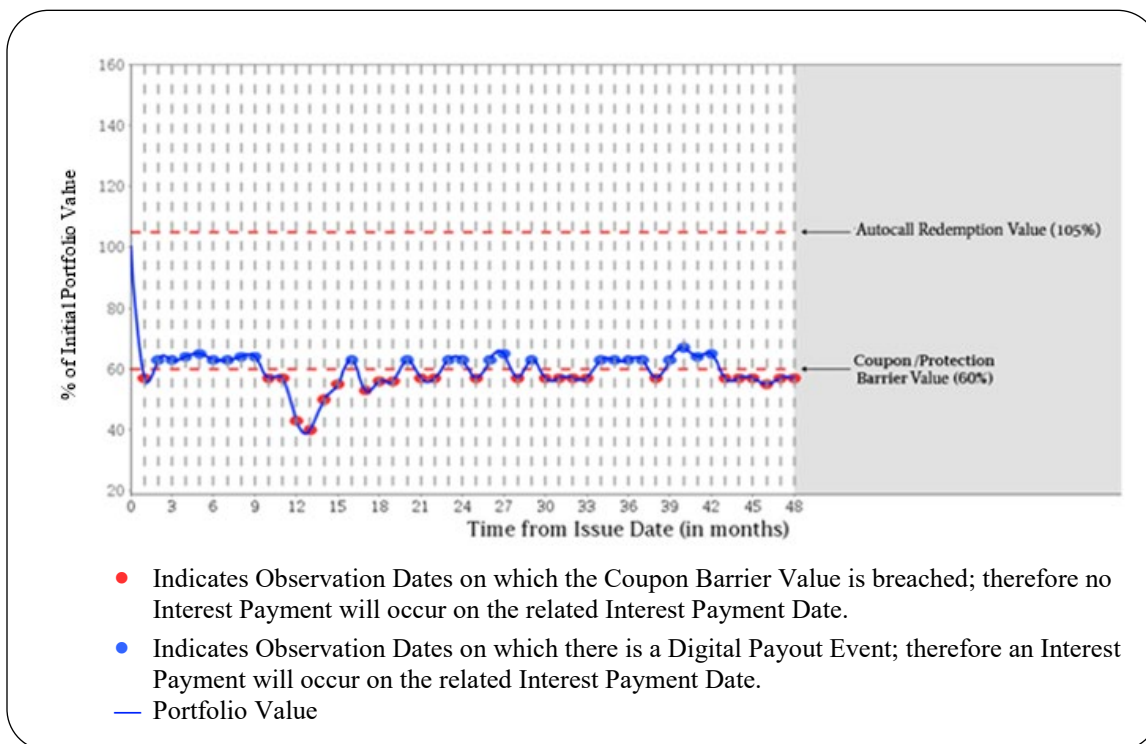 160
140
120
100
80
60
40
20
% of Initial Portfolio Value
Autocall Redemption Value (105%)
Coupon /Protection
Barrier Value (60%)
0 3 6 9 12 15 18 21 24 27 30 33 36 39 42 45 48
Time from Issue Date (in months)
Indicates Observation Dates on which the Coupon Barrier Value is breached; therefore no
Interest Payment will occur on the related Interest Payment Date.
Indicates Observation Dates on which there is a Digital Payout Event; therefore an Interest
Payment will occur on the related Interest Payment Date.
Portfolio Value